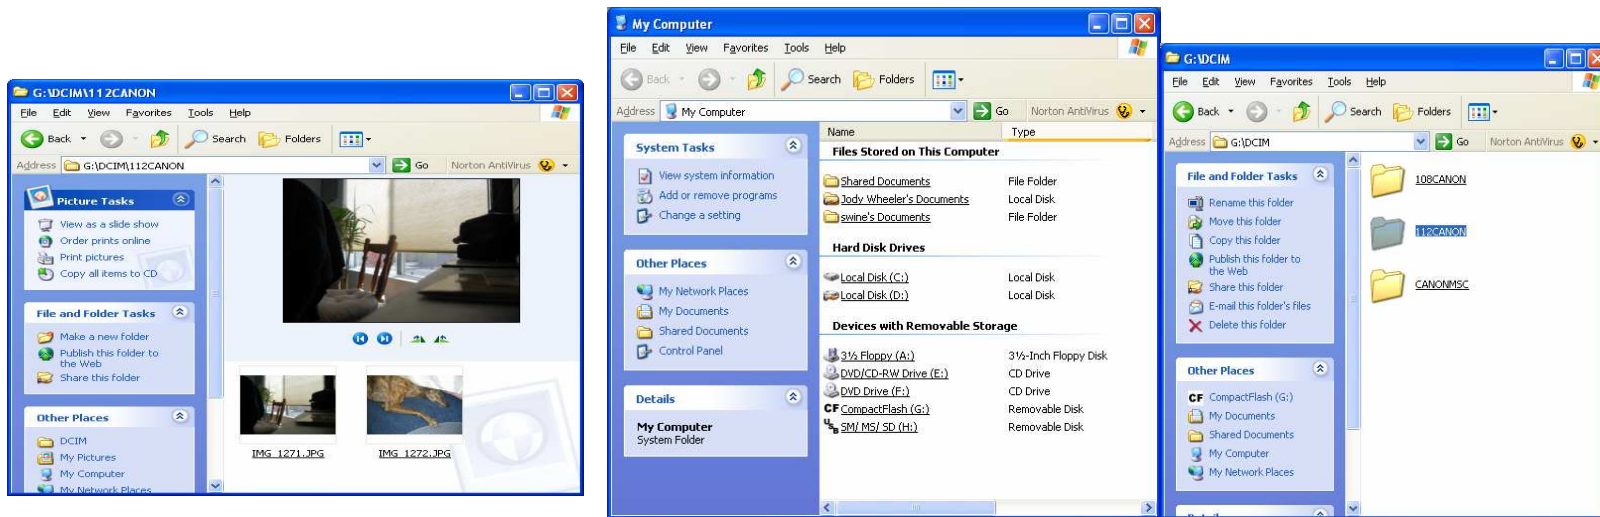 G:\DCIM\112CANON
File Edit View Favorites Tools Help
Back Search Folders
Address G:\DCIM\112CANON Go Norton AntiVirus
Picture Tasks
View as a slide show
Order prints online
Print pictures
Copy all items to CD
File and Folder Tasks
Make a new folder
Publish this folder to
the Web
Share this folder
Other Places
DCIM
My Pictures
My Computer
My Network Places
IMG_1271.JPG IMG_1272.JPG
My Computer
File Edit View Favorites Tools Help
Back Search Folders
Address My Computer Go Norton AntiVirus
System Tasks
View system information
Add or remove programs
Change a setting
Other Places
My Network Places
My Documents
Shared Documents
Control Panel
Details
My Computer
System Folder
Name Type
Files Stored on This Computer
Shared Documents File Folder
Jody Wheeler's Documents Local Disk
swine's Documents File Folder
Hard Disk Drives
Local Disk (C:) Local Disk
Local Disk (D:) Local Disk
Devices with Removable Storage
3½ Floppy (A:) 3½-Inch Floppy Disk
DVD/CD-RW Drive (E:) CD Drive
DVD Drive (F:) CD Drive
CF CompactFlash (G:) Removable Disk
USB SM/ MS/ SD (H:) Removable Disk
G:\DCIM
File Edit View Favorites Tools Help
Back Search Folders
Address G:\DCIM Go Norton AntiVirus
File and Folder Tasks
Rename this folder
Move this folder
Copy this folder
Publish this folder to
the Web
Share this folder
E-mail this folder's files
Delete this folder
Other Places
CF CompactFlash (G:)
My Documents
Shared Documents
My Computer
My Network Places
108CANON
112CANON
CANONMSC